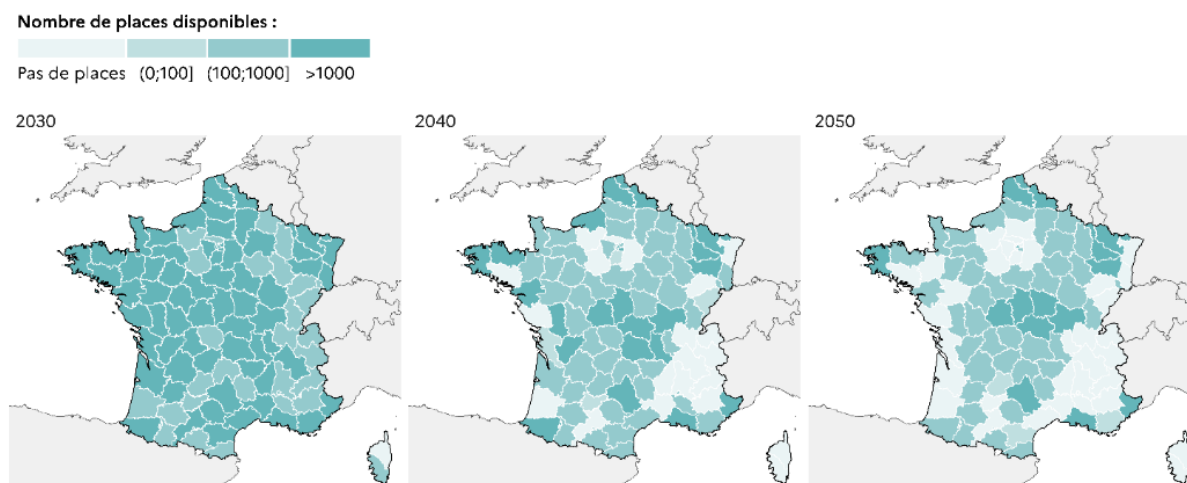 Nombre de places disponibles :
Pas de places (0;100] (100;1000] >1000
2030 2040 2050